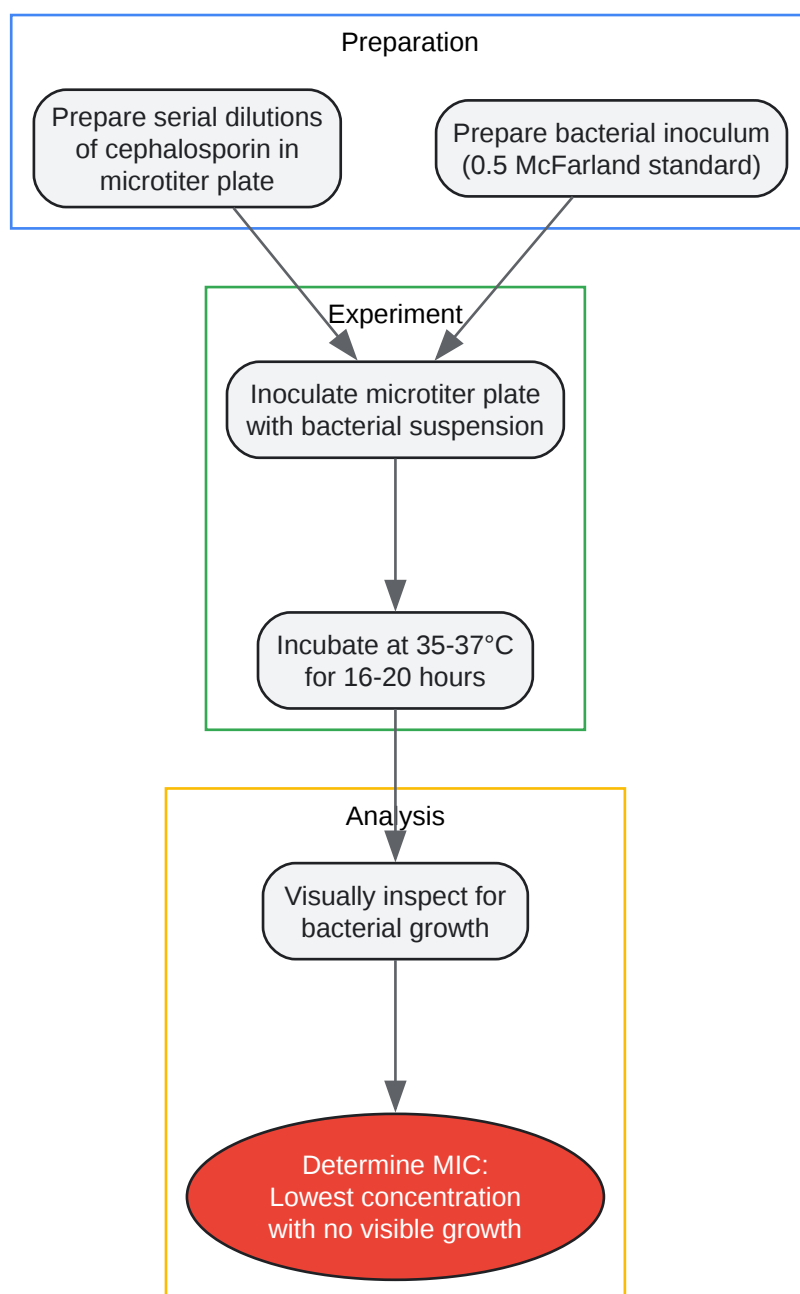 Preparation
Prepare serial dilutions
of cephalosporin in
microtiter plate
Prepare bacterial inoculum
(0.5 McFarland standard)
Experiment
Inoculate microtiter plate
with bacterial suspension
Incubate at 35-37°C
for 16-20 hours
Analysis
Visually inspect for
bacterial growth
Determine MIC:
Lowest concentration
with no visible growth